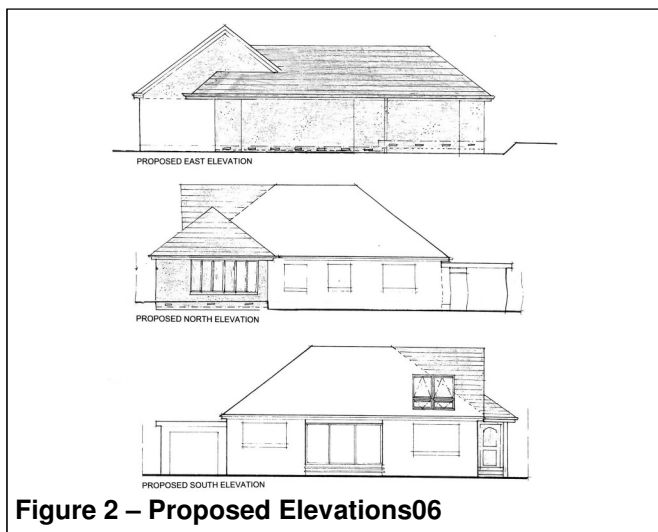 PROPOSED EAST ELEVATION
PROPOSED NORTH ELEVATION
PROPOSED SOUTH ELEVATION
Figure 2 – Proposed Elevations06